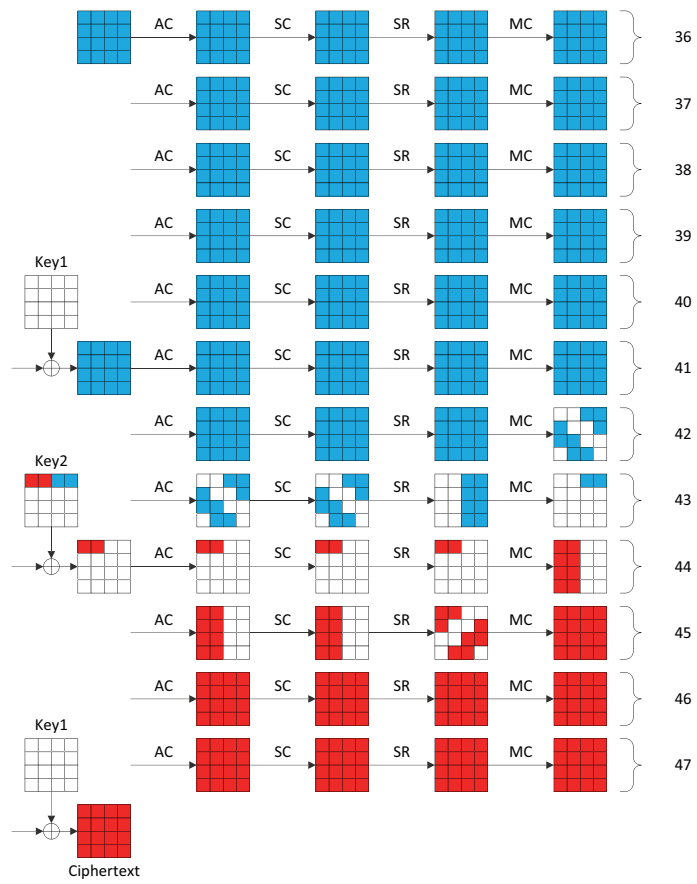 AC SC SR MC 36
AC SC SR MC 37
AC SC SR MC 38
AC SC SR MC 39
Key1
AC SC SR MC 40
AC SC SR MC 41
AC SC SR MC 42
Key2
AC SC SR MC 43
AC SC SR MC 44
AC SC SR MC 45
AC SC SR MC 46
Key1
AC SC SR MC 47
Ciphertext